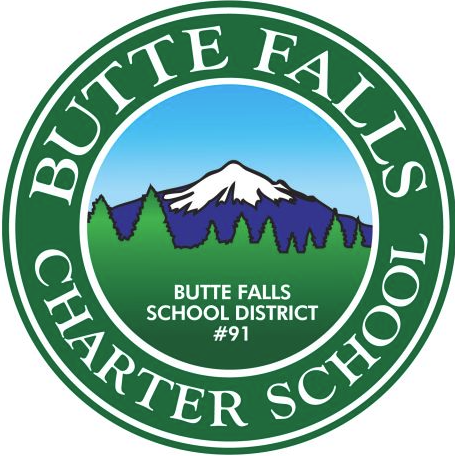 BUTTE FALLS
CHARTER SCHOOL
BUTTE FALLS
SCHOOL DISTRICT
#91